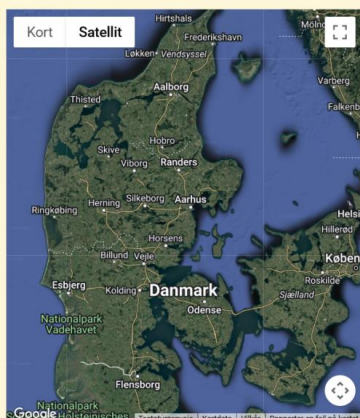 Kort Satellit
Hirtshals
Frederikshavn
Løkken Vendsyssel
Aalborg
Varberg
Thisted
Hobro
Skive
Viborg Randers
Silkeborg
Herning Aarhus
Ringkøbing
Hillerød
Horsens
Billund Vejle
Roskilde
Esbjerg
Kolding Danmark
Sjælland
Odense
Nationalpark
Vadehavet
Flensborg
Nationalpark
Google